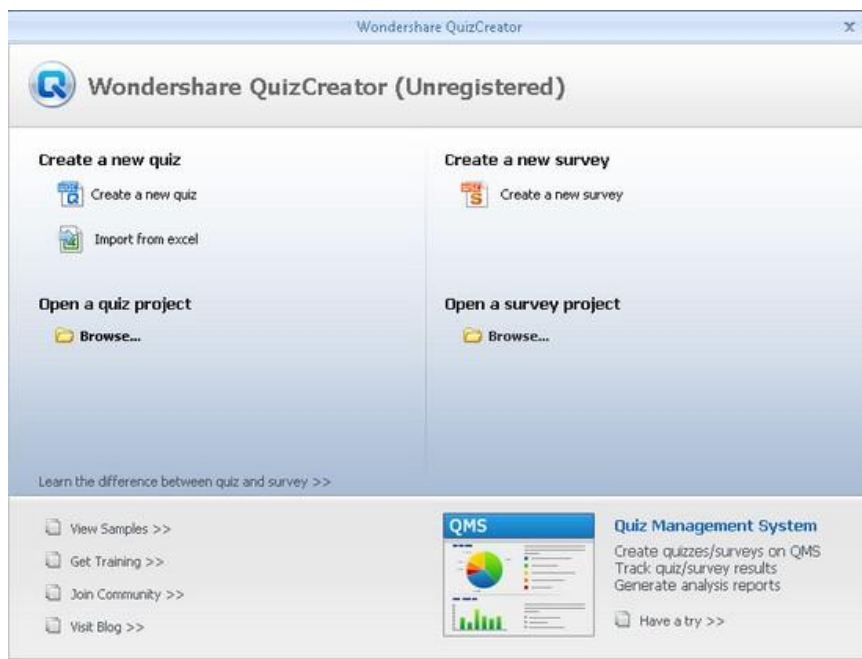 Wondershare QuizCreator
Wondershare QuizCreator (Unregistered)
Create a new quiz
Create a new quiz
Import from excel
Open a quiz project
Browse...
Create a new survey
Create a new survey
Open a survey project
Browse...
Learn the difference between quiz and survey >>
View Samples >>
Get Training >>
Join Community >>
Visit Blog >>
QMS
Quiz Management System
Create quizzes/surveys on QMS
Track quiz/survey results
Generate analysis reports
Have a try >>